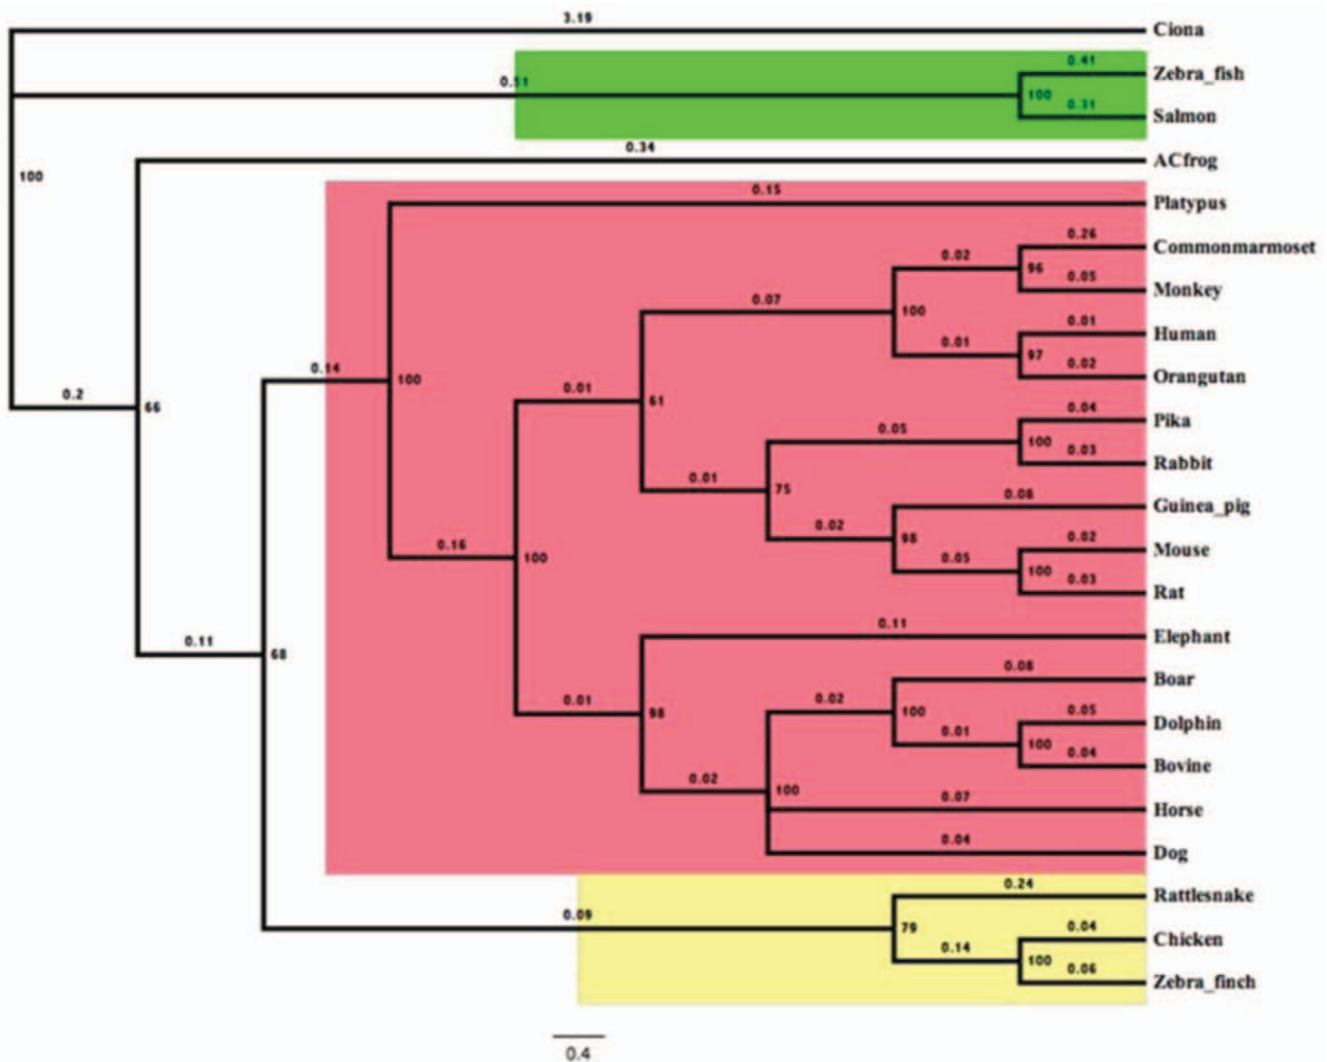 3.19
Ciona
0.41
Zebra_fish
0.51
100
0.31
Salmon
0.34
ACfrog
100
0.15
Platypus
0.26
Commonmarmoset
0.02
96
0.05
Monkey
0.07
100
0.01
Human
0.01
97
0.02
Orangutan
0.14
100
0.01
61
0.2
66
0.04
Pika
0.05
100
0.03
Rabbit
0.01
75
0.08
Guinea_pig
0.02
98
0.02
Mouse
0.16
100
0.05
100
0.03
Rat
0.11
Elephant
0.11
68
0.08
Boar
0.01
98
0.02
100
0.05
Dolphin
0.01
100
0.04
Bovine
0.02
100
0.07
Horse
0.04
Dog
0.24
Rattlesnake
0.09
79
0.04
Chicken
0.14
100
0.06
Zebra_finch
0.4